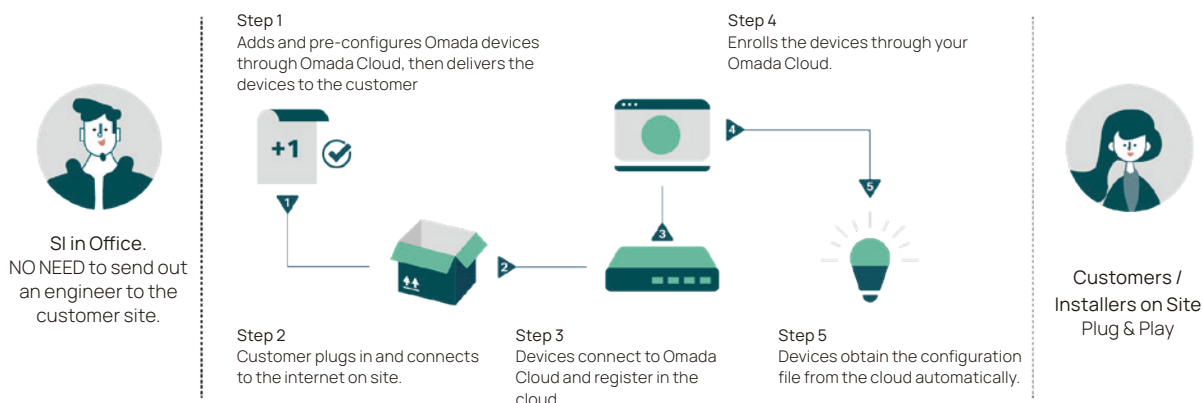 SI in Office.
NO NEED to send out
an engineer to the
customer site.
Step 1
Adds and pre-configures Omada devices
through Omada Cloud, then delivers the
devices to the customer
+1
1
2
3
4
5
Step 4
Enrolls the devices through your
Omada Cloud.
Step 2
Customer plugs in and connects
to the internet on site.
Step 3
Devices connect to Omada
Cloud and register in the
cloud
Step 5
Devices obtain the configuration
file from the cloud automatically.
Customers /
Installers on Site
Plug & Play